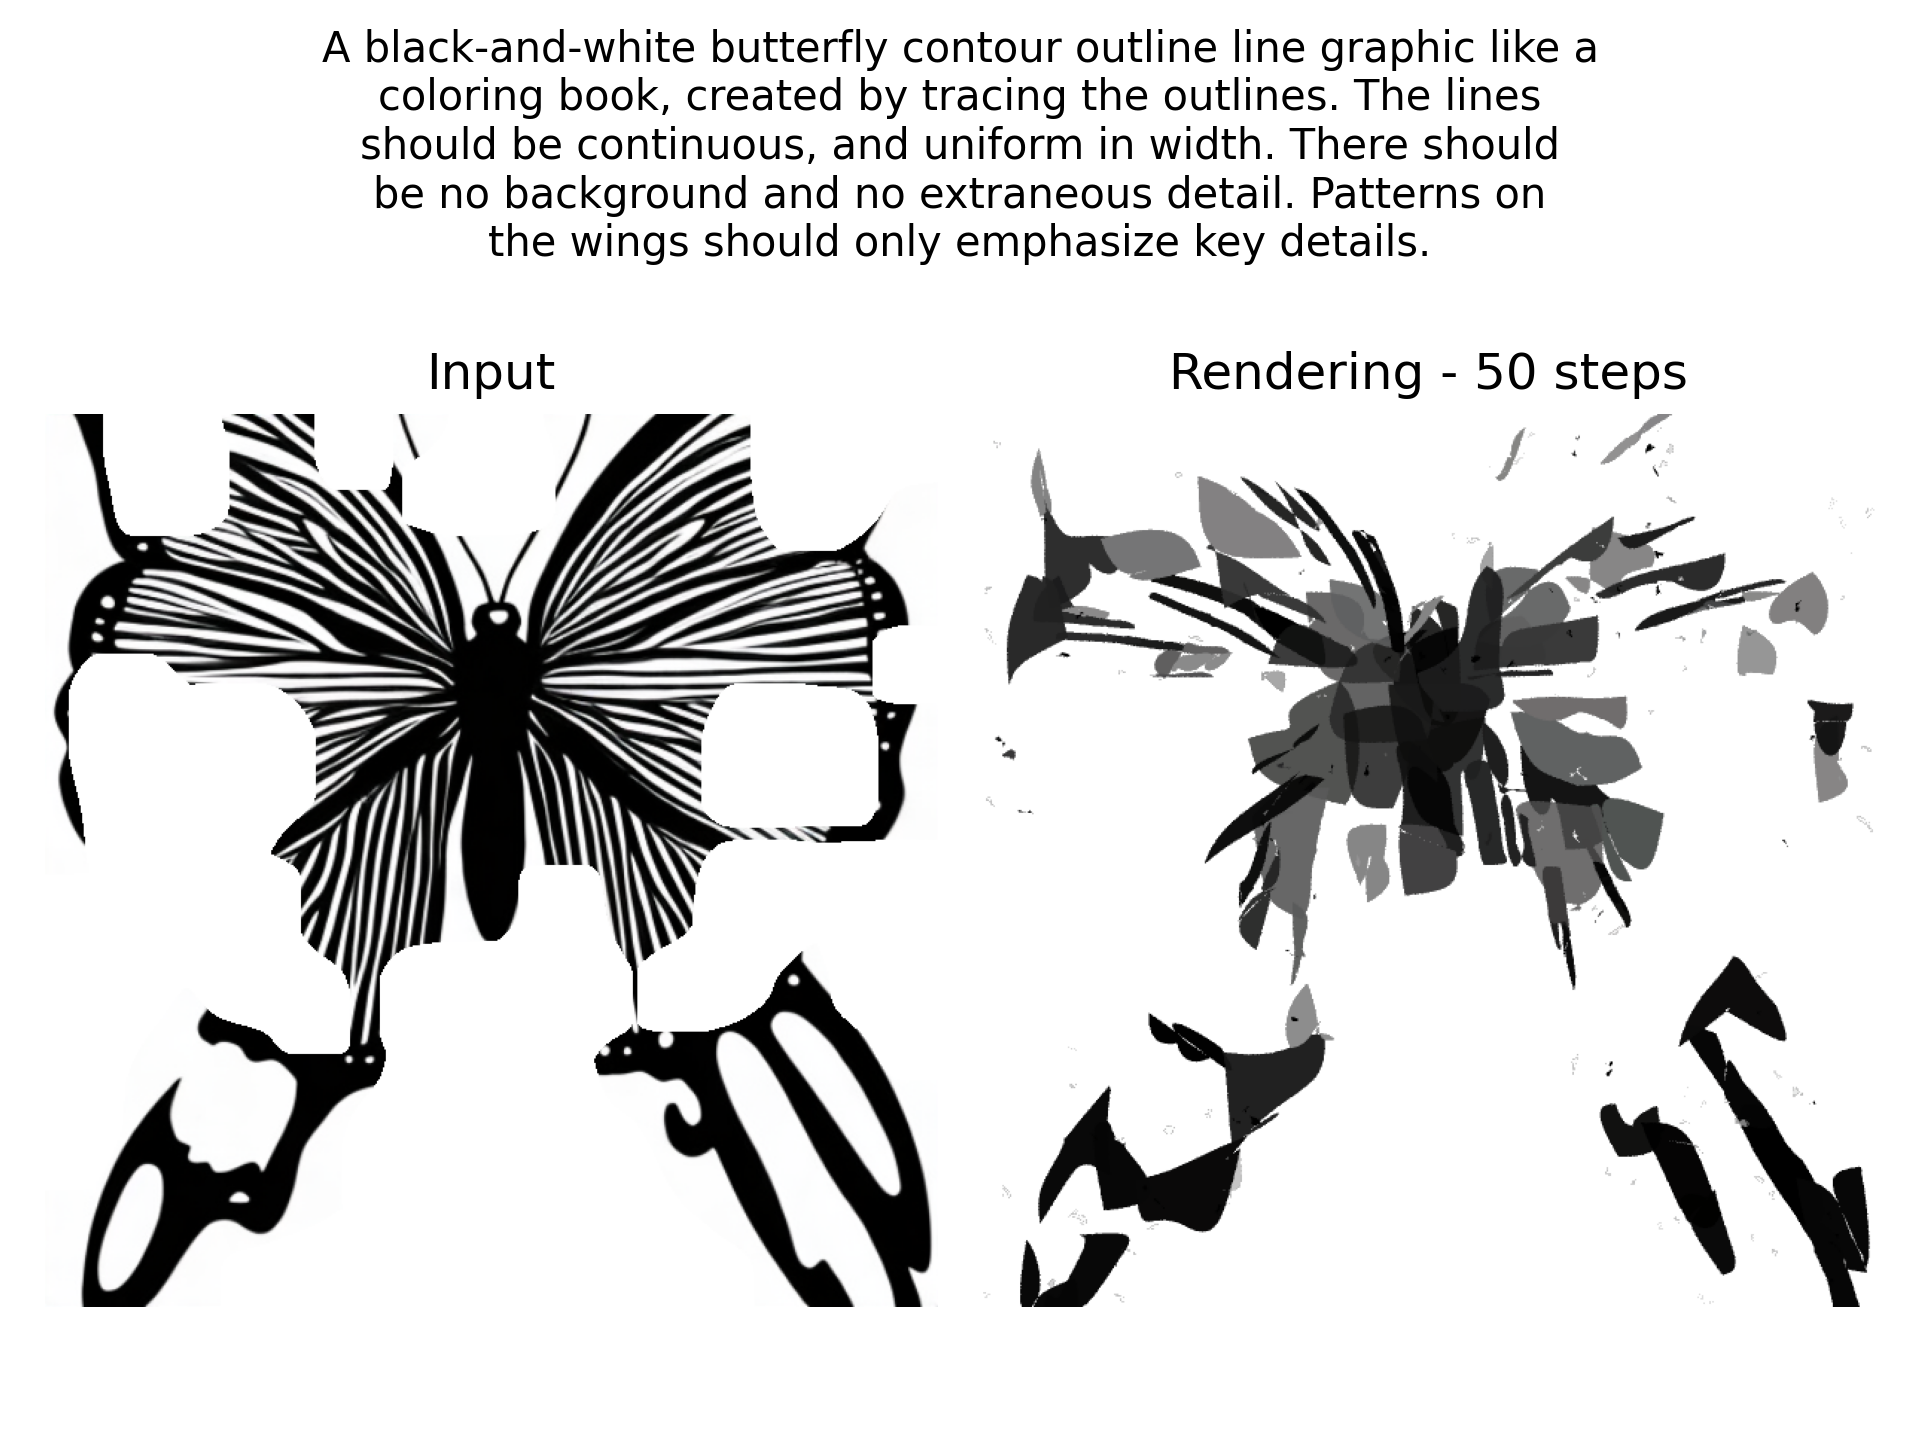 A black-and-white butterfly contour outline line graphic like a
coloring book, created by tracing the outlines. The lines
should be continuous, and uniform in width. There should
be no background and no extraneous detail. Patterns on
the wings should only emphasize key details.
Input
Rendering - 50 steps